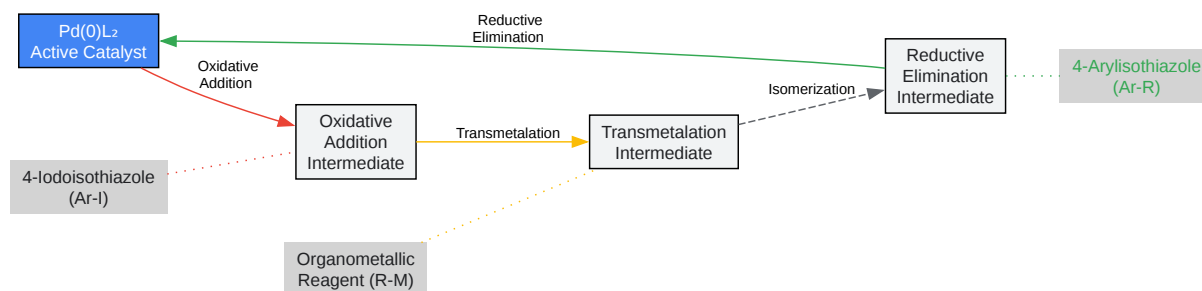 Pd(0)L₂
Active Catalyst
Reductive
Elimination
Oxidative
Addition
Reductive
Elimination
Intermediate
4-Arylisothiazole
(Ar-R)
Isomerization
Oxidative
Addition
Intermediate
Transmetalation
Transmetalation
Intermediate
4-Iodoisothiazole
(Ar-I)
Organometallic
Reagent (R-M)